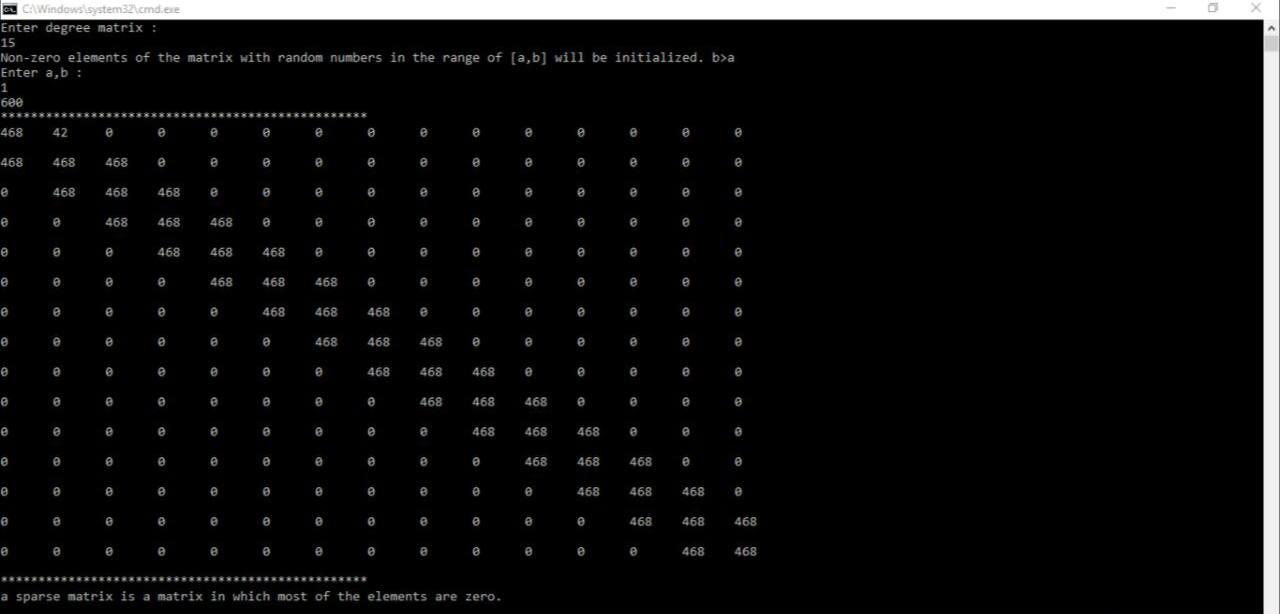 C:\Windows\system32\cmd.exe
Enter degree matrix :
15
Non-zero elements of the matrix with random numbers in the range of [a,b] will be initialized. b>a
Enter a,b :
1
600
**************************************************
468 42 0 0 0 0 0 0 0 0 0 0 0 0 0
468 468 468 0 0 0 0 0 0 0 0 0 0 0 0
0 468 468 468 0 0 0 0 0 0 0 0 0 0 0
0 0 468 468 468 0 0 0 0 0 0 0 0 0 0
0 0 0 468 468 468 0 0 0 0 0 0 0 0 0
0 0 0 0 468 468 468 0 0 0 0 0 0 0 0
0 0 0 0 0 468 468 468 0 0 0 0 0 0 0
0 0 0 0 0 0 468 468 468 0 0 0 0 0 0
0 0 0 0 0 0 0 468 468 468 0 0 0 0 0
0 0 0 0 0 0 0 0 468 468 468 0 0 0 0
0 0 0 0 0 0 0 0 0 468 468 468 0 0 0
0 0 0 0 0 0 0 0 0 0 468 468 468 0 0
0 0 0 0 0 0 0 0 0 0 0 468 468 468 0
0 0 0 0 0 0 0 0 0 0 0 0 468 468 468
0 0 0 0 0 0 0 0 0 0 0 0 0 468 468
**************************************************
a sparse matrix is a matrix in which most of the elements are zero.